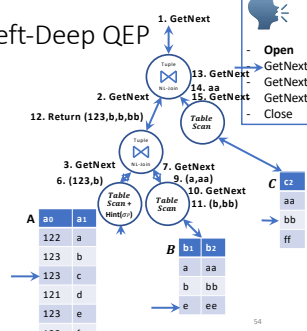 eft-Deep QEP
1. GetNext
- Open
- GetNext
- GetNext
GetNext
- Close
Tuple
NL-Join
13. GetNext
14. aa
15. GetNext
2. GetNext
12. Return (123,b,b,bb)
Table
Scan
Tuple
NL-Join
3. GetNext
6. (123,b)
7. GetNext
9. (a,aa)
10. GetNext
11. (b,bb)
Table
Scan +
Hint(σP)
Table
Scan
C c2
aa
bb
ff
A a0 a1
122 a
123 b
123 c
121 d
123 e
B b1 b2
a aa
b bb
e ee
54